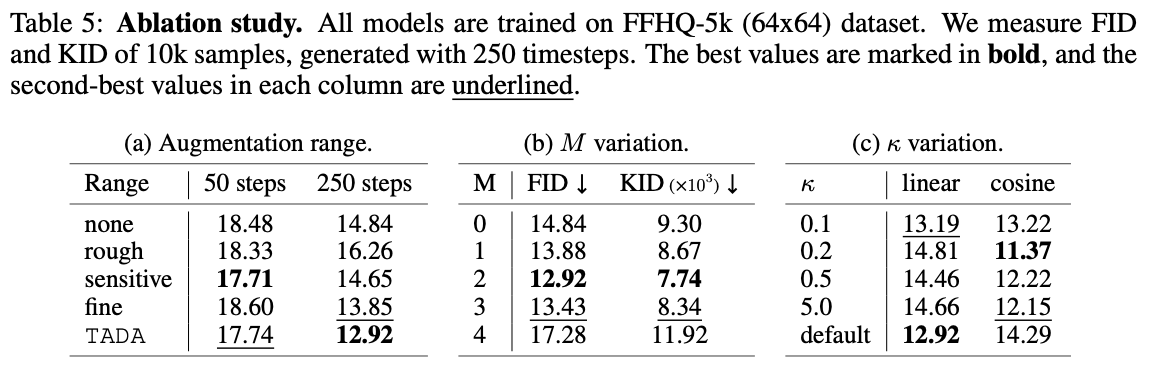 Table 5: Ablation study. All models are trained on FFHQ-5k (64x64) dataset. We measure FID
and KID of 10k samples, generated with 250 timesteps. The best values are marked in bold, and the
second-best values in each column are underlined.
(a) Augmentation range.
Range 50 steps 250 steps
none 18.48 14.84
rough 18.33 16.26
sensitive 17.71 14.65
fine 18.60 13.85
TADA 17.74 12.92
(b) M variation.
M FID ↓ KID (×10³) ↓
0 14.84 9.30
1 13.88 8.67
2 12.92 7.74
3 13.43 8.34
4 17.28 11.92
(c) κ variation.
κ linear cosine
0.1 13.19 13.22
0.2 14.81 11.37
0.5 14.46 12.22
5.0 14.66 12.15
default 12.92 14.29